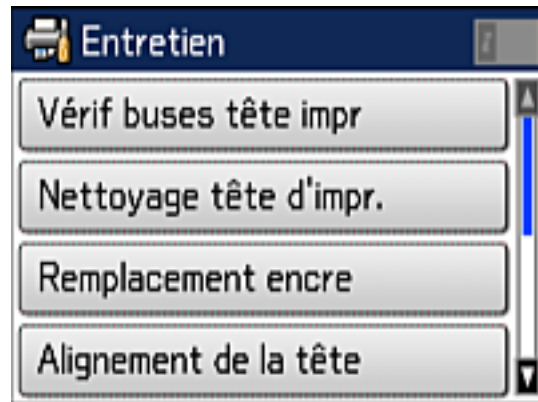 Entretien
Vérif buses tête impr
Nettoyage tête d'impr.
Remplacement encre
Alignement de la tête